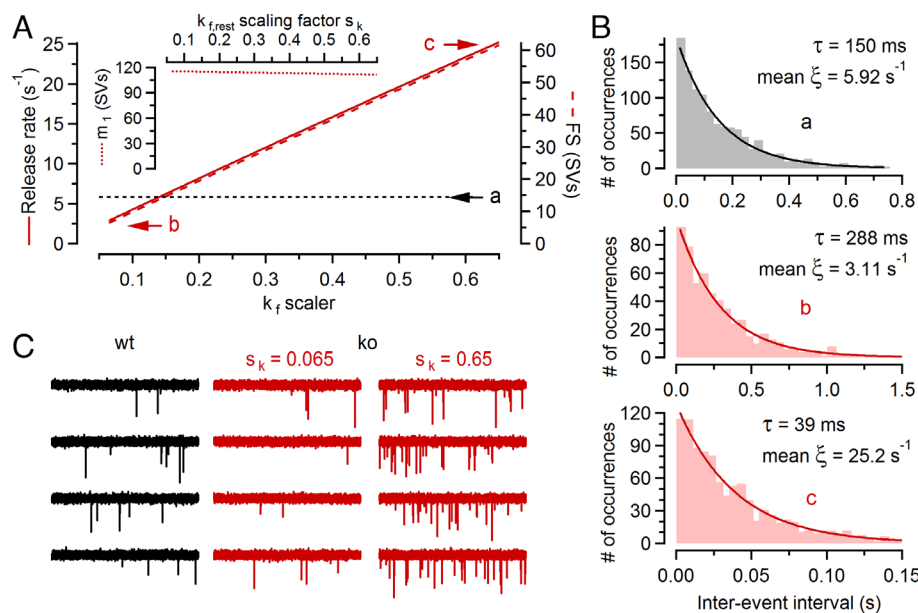 A
k f,rest scaling factor s k
0.1 0.2 0.3 0.4 0.5 0.6
c
25
20
15
10
5
0
Release rate (s-1)
120
90
60
30
0
m 1 (SVs)
a
b
60
50
40
30
20
10
0
FS (SVs)
0.1 0.2 0.3 0.4 0.5 0.6
k f scaler
B
τ = 150 ms
mean ξ = 5.92 s-1
a
150
100
50
0
# of occurrences
0.0 0.2 0.4 0.6 0.8
τ = 288 ms
mean ξ = 3.11 s-1
b
80
60
40
20
0
# of occurrences
0.0 0.5 1.0 1.5
τ = 39 ms
mean ξ = 25.2 s-1
c
120
90
60
30
0
# of occurrences
0.00 0.05 0.10 0.15
Inter-event interval (s)
C
wt ko
s k = 0.065 s k = 0.65